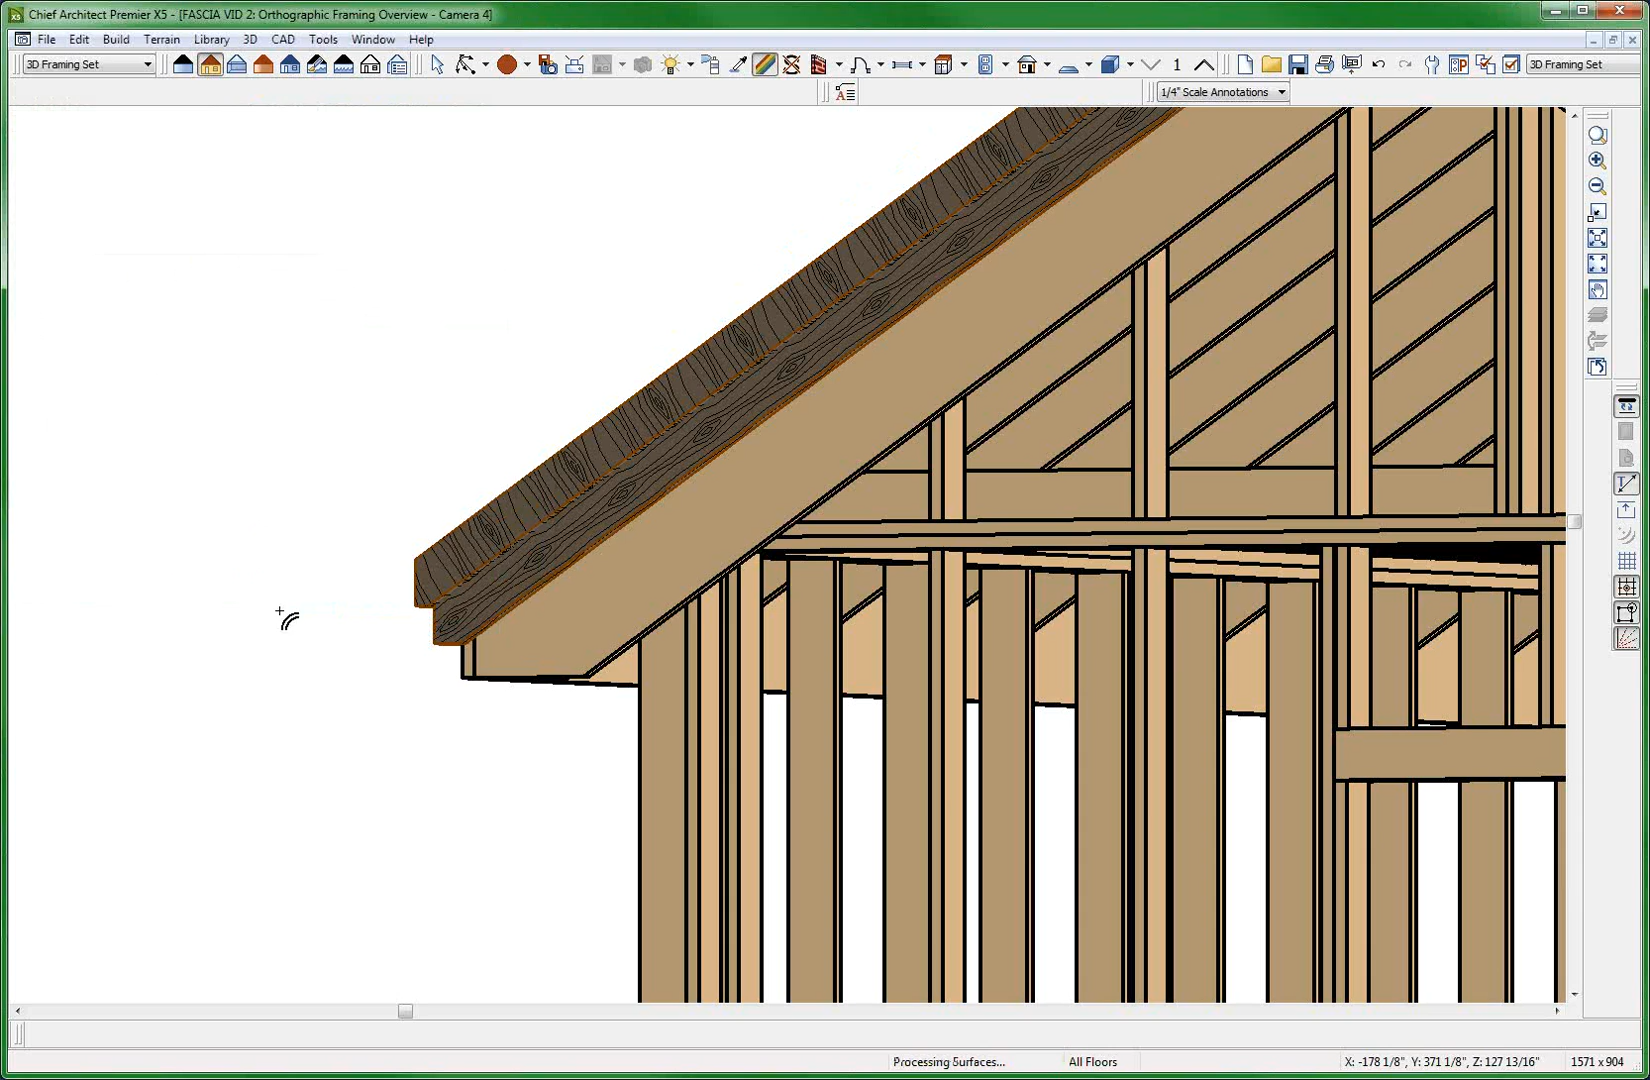 Chief Architect Premier X5 - [FASCIA VID 2: Orthographic Framing Overview - Camera 4]
File Edit Build Terrain Library 3D CAD Tools Window Help
3D Framing Set 1 3D Framing Set
A 1/4" Scale Annotations
Processing Surfaces... All Floors X: -178 1/8", Y: 371 1/8", Z: 127 13/16" 1571 x 904